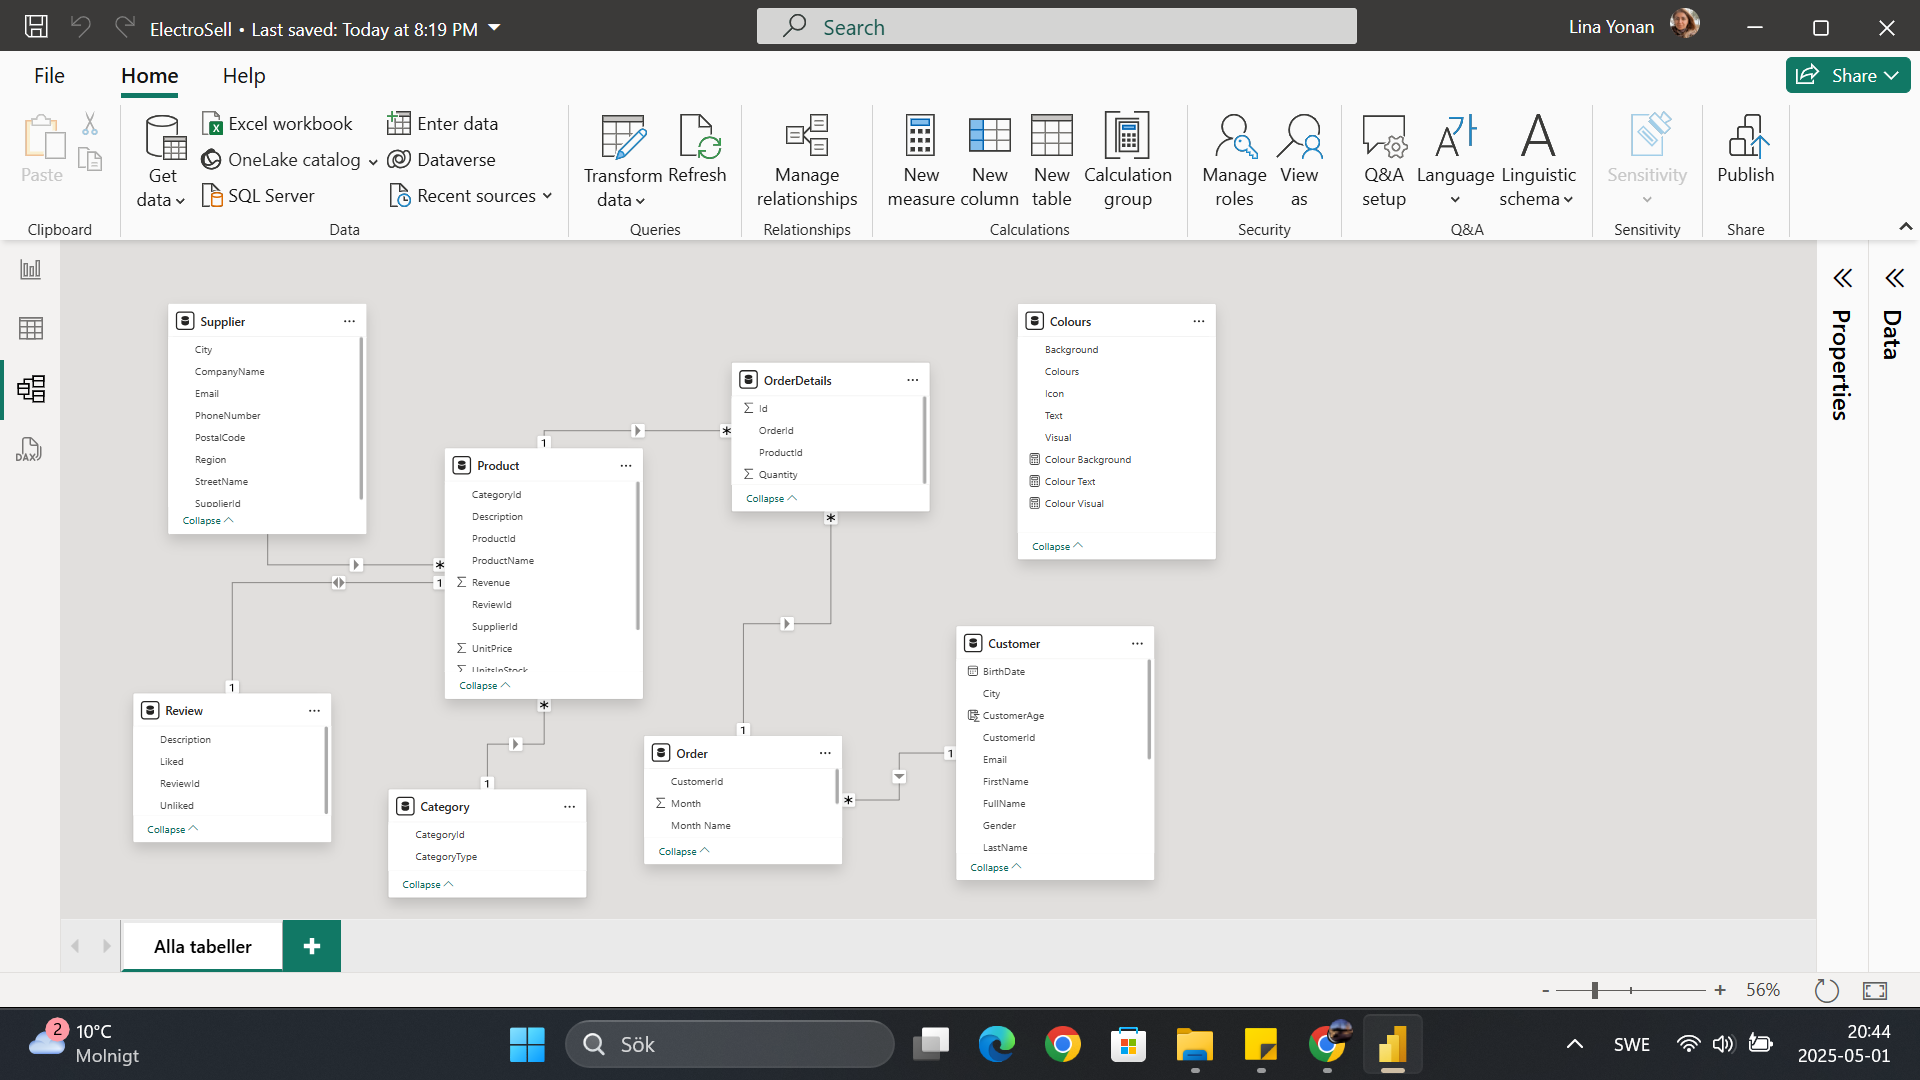 ElectroSell • Last saved: Today at 8:19 PM
Search
Lina Yonan
File
Home
Help
Share
Paste
Clipboard
Get data
Excel workbook
OneLake catalog
SQL Server
Enter data
Dataverse
Recent sources
Data
Transform data
Refresh
Queries
Manage relationships
Relationships
New measure
New column
New table
Calculation group
Calculations
Manage roles
View as
Security
Q&A setup
Language
Linguistic schema
Q&A
Sensitivity
Sensitivity
Publish
Share
DAX
Supplier
City
CompanyName
Email
PhoneNumber
PostalCode
Region
StreetName
SupplierId
Collapse
Product
CategoryId
Description
ProductId
ProductName
Revenue
ReviewId
SupplierId
UnitPrice
UnitsInStock
Collapse
OrderDetails
Id
OrderId
ProductId
Quantity
Collapse
Colours
Background
Colours
Icon
Text
Visual
Colour Background
Colour Text
Colour Visual
Collapse
Review
Description
Liked
ReviewId
Unliked
Collapse
Category
CategoryId
CategoryType
Collapse
Order
CustomerId
Month
Month Name
Collapse
Customer
BirthDate
City
CustomerAge
CustomerId
Email
FirstName
FullName
Gender
LastName
Collapse
1
*
*
1
1
*
1
*
1
*
1
Properties
Data
Alla tabeller
+
- + 56%
2
10°C
Molnigt
Sök
SWE
20:44
2025-05-01